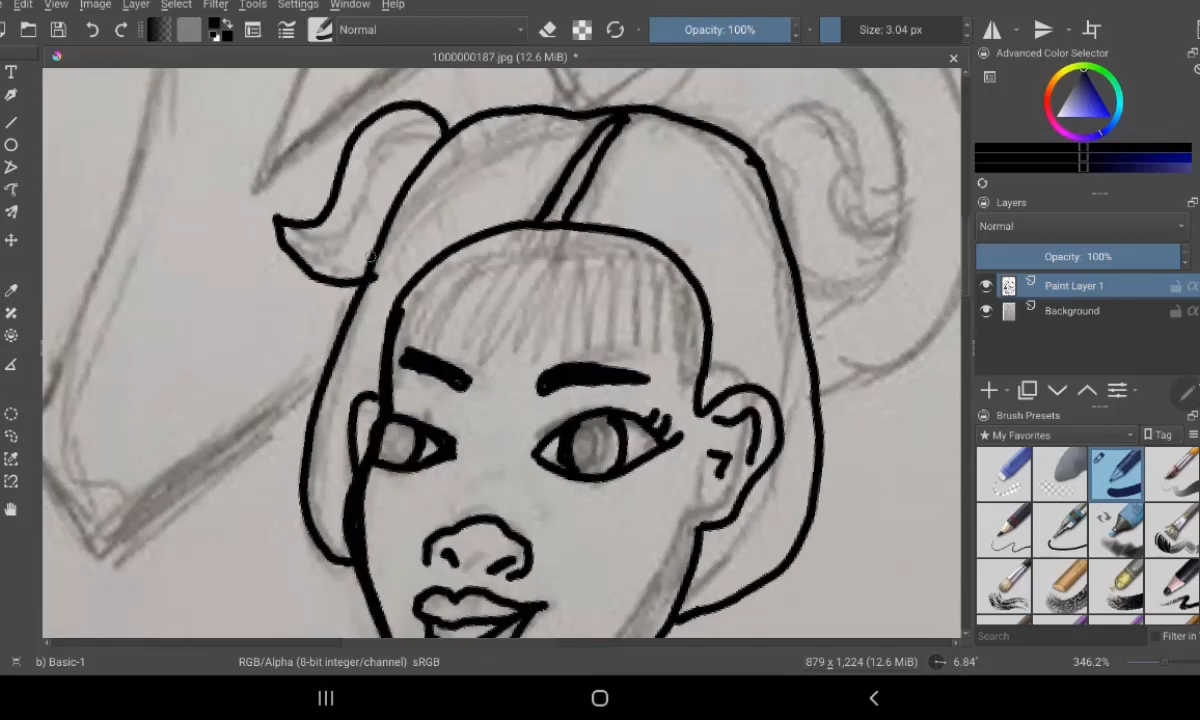 Edit View Image Layer Select Filter Tools Settings Window Help
Normal Opacity: 100% Size: 3.04 px
1000000187.jpg (12.6 MiB) *
Advanced Color Selector
Layers
Normal
Opacity: 100%
Paint Layer 1
Background
Brush Presets
My Favorites Tag
Search Filter in
b) Basic-1 RGB/Alpha (8-bit integer/channel) sRGB 879 x 1,224 (12.6 MiB) 6.84° 346.2%